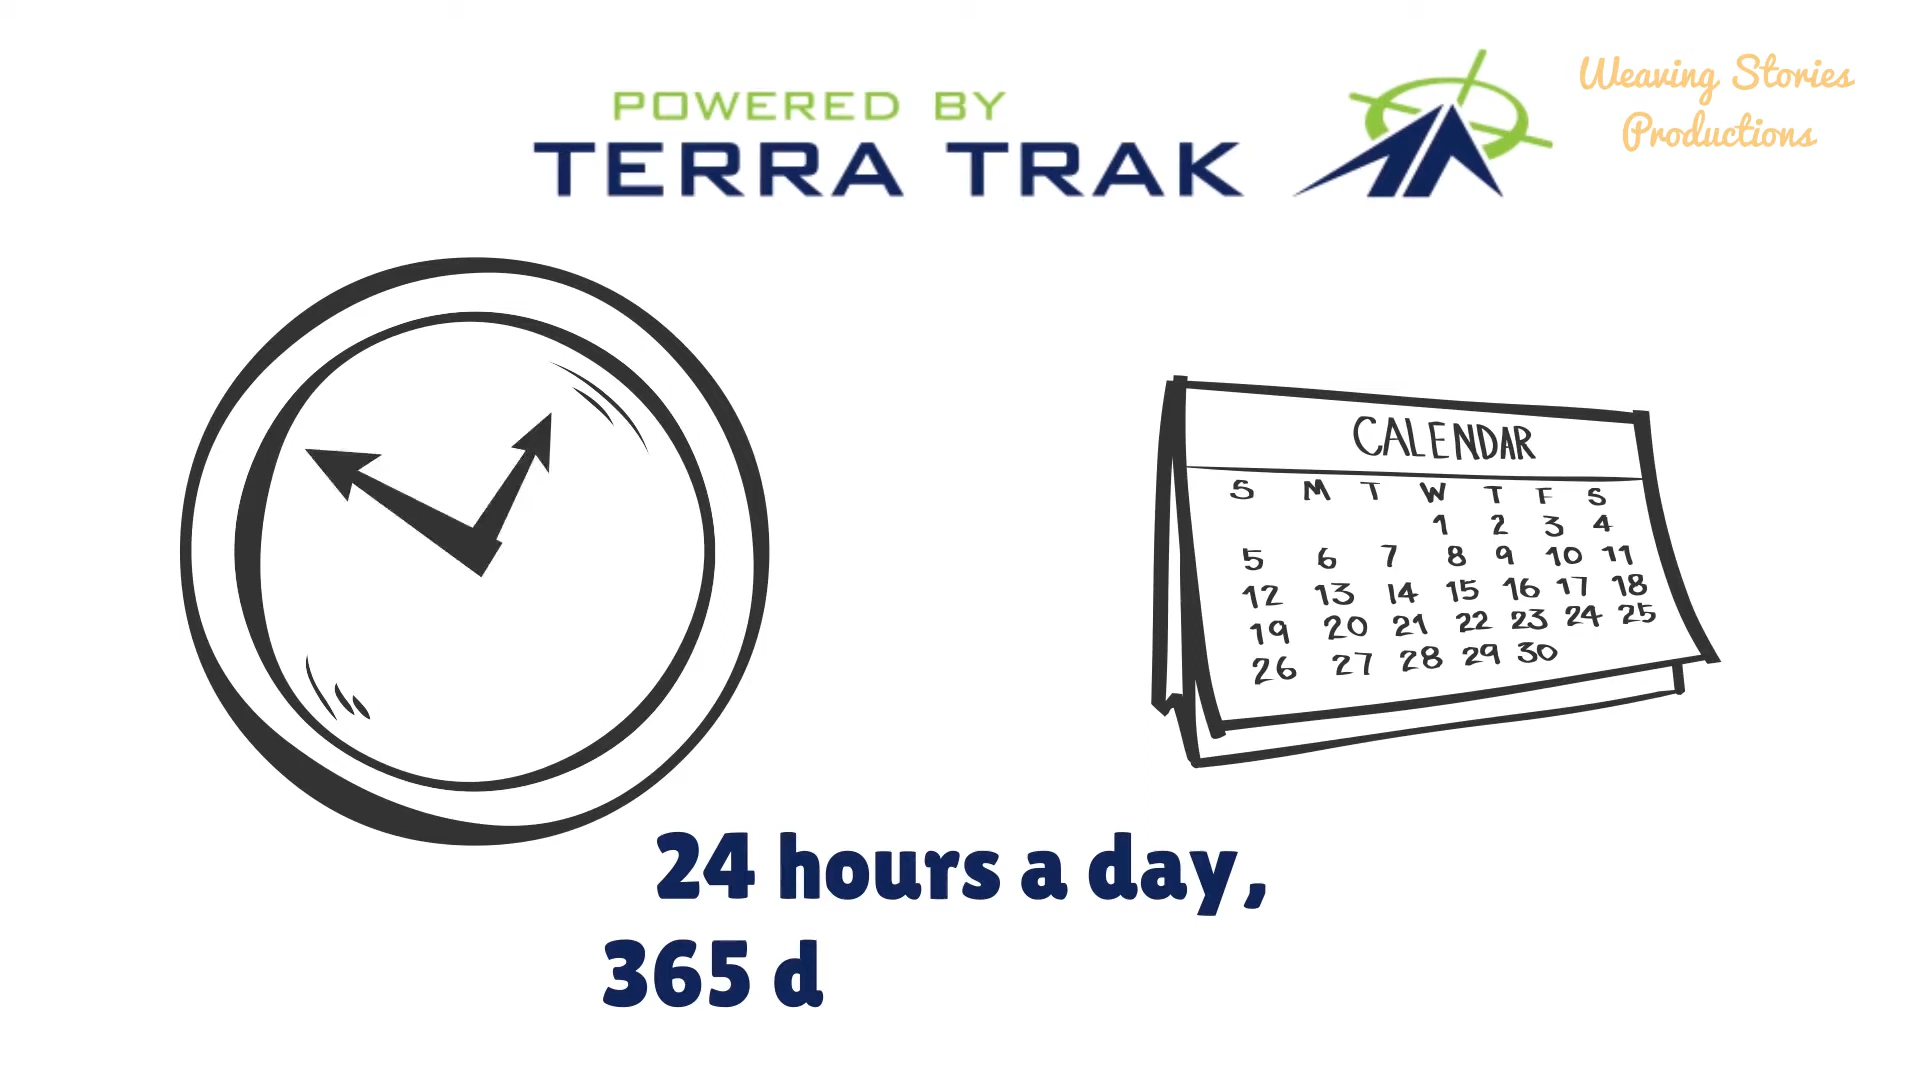 POWERED BY
TERRA TRAK
Weaving Stories
Productions
CALENDAR
S M T W T F S
1 2 3 4
5 6 7 8 9 10 11
12 13 14 15 16 17 18
19 20 21 22 23 24 25
26 27 28 29 30
24 hours a day,
365 d